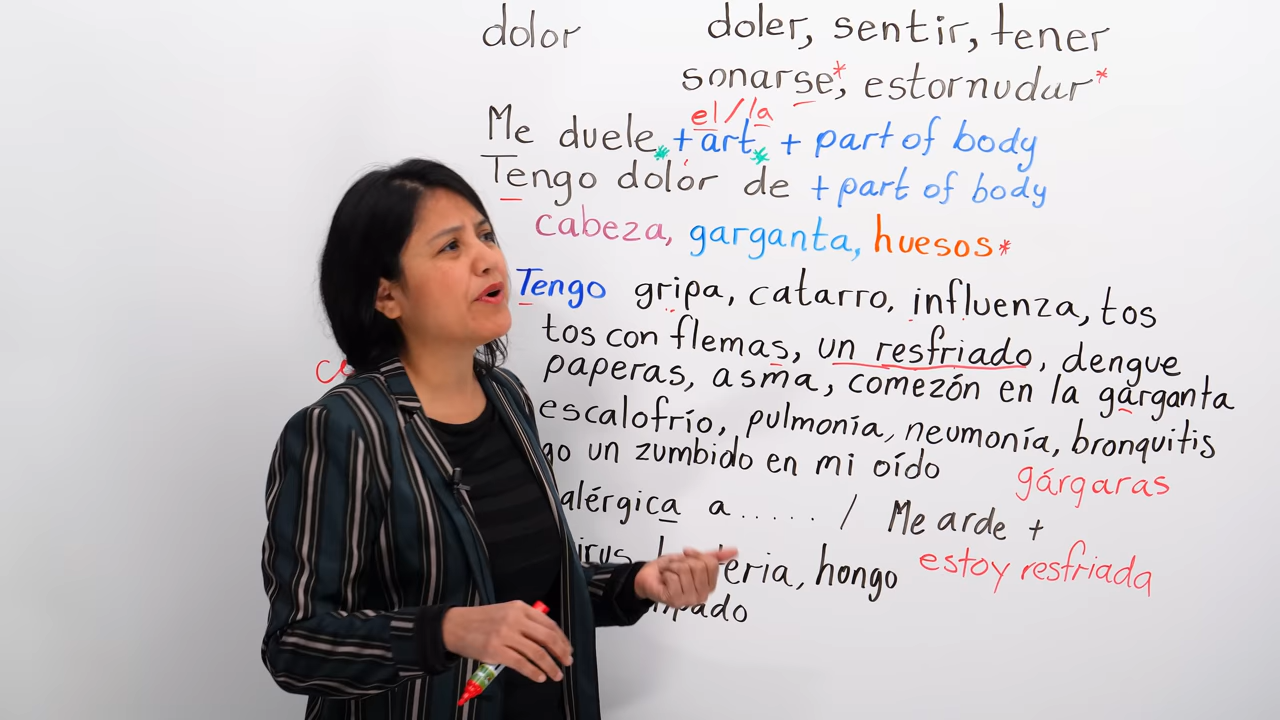 dolor doler, sentir, tener
sonarse*, estornudar*
el/la
Me duele + art. + part of body
Tengo dolor de + part of body
cabeza, garganta, huesos*
Tengo gripa, catarro, influenza, tos
tos con flemas, un resfriado, dengue
paperas, asma, comezón en la garganta
escalofrío, pulmonía, neumonía, bronquitis
un zumbido en mi oído
gárgaras
alérgica a ..... / Me arde +
hongo
estoy resfriada